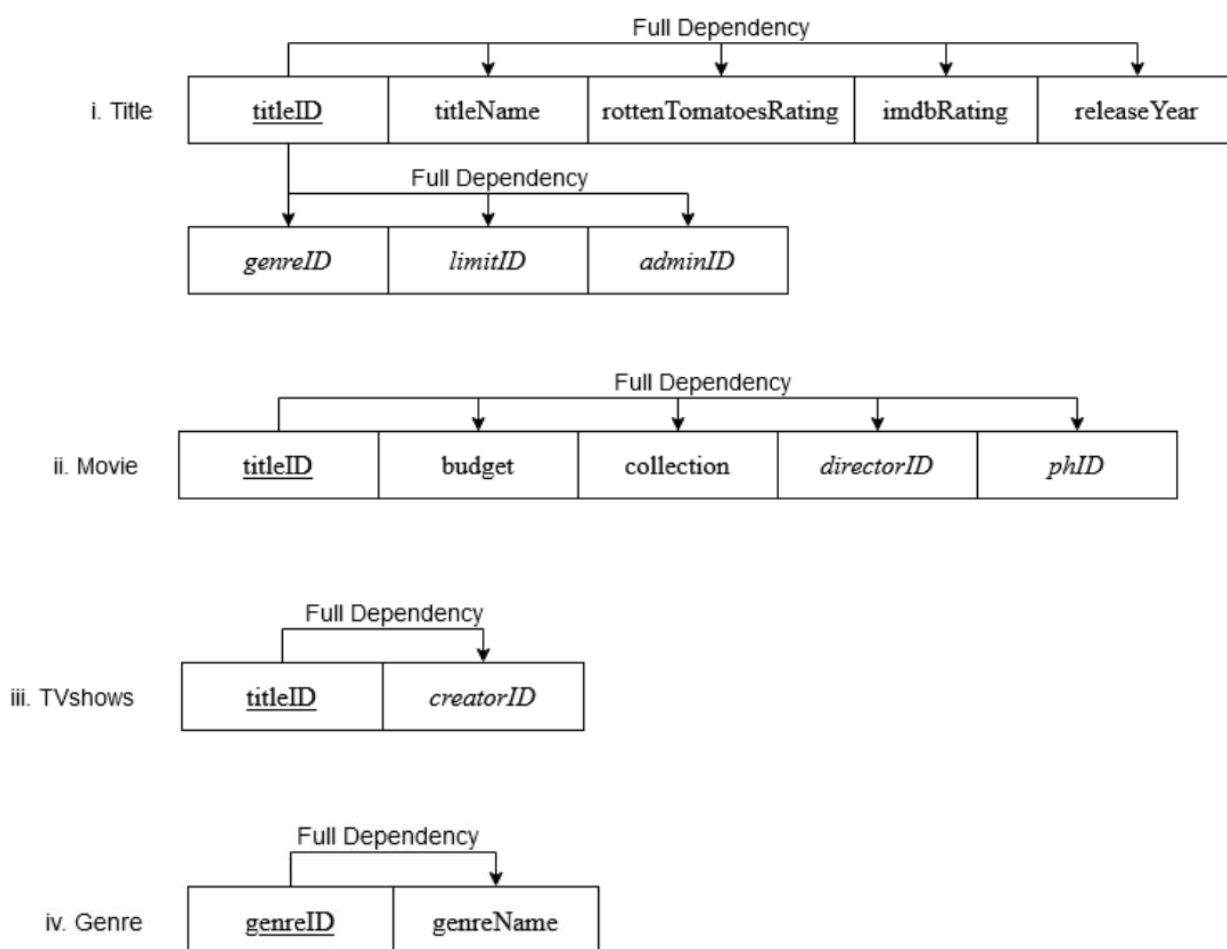 Full Dependency
i. Title titleID titleName rottenTomatoesRating imdbRating releaseYear
Full Dependency
genreID limitID adminID
Full Dependency
ii. Movie titleID budget collection directorID phID
Full Dependency
iii. TVshows titleID creatorID
Full Dependency
iv. Genre genreID genreName